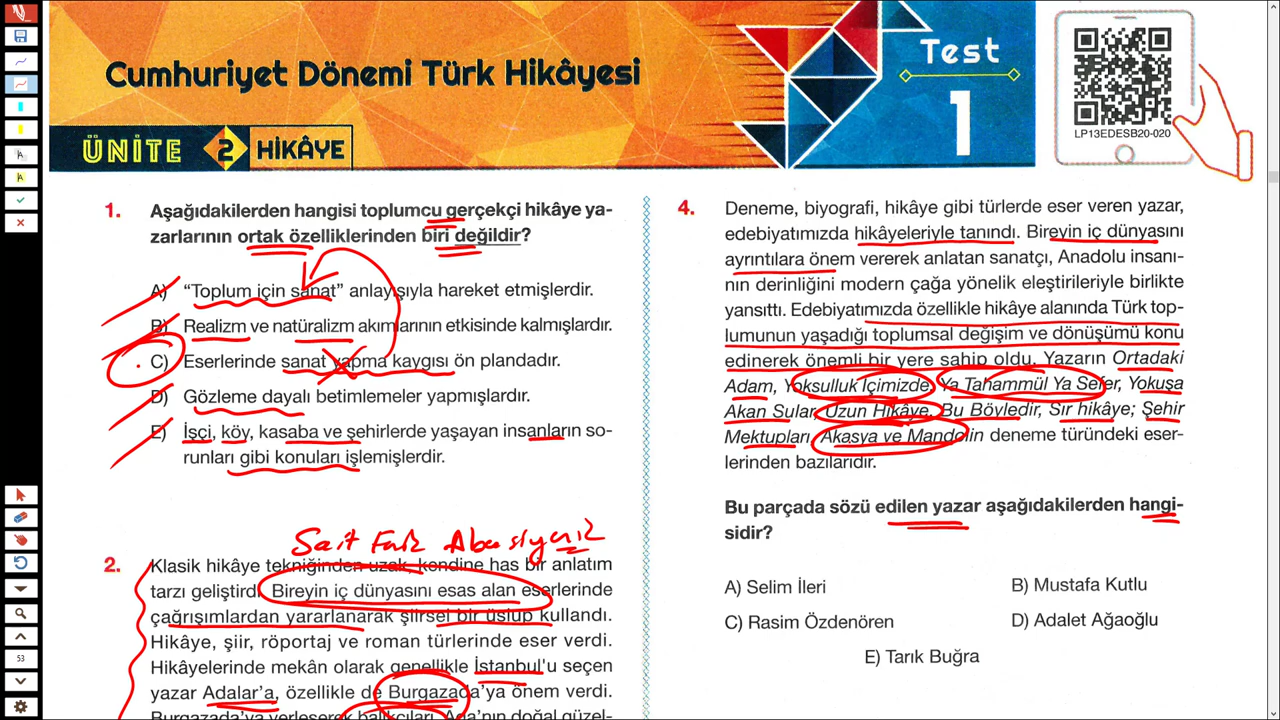 Cumhuriyet Dönemi Türk Hikâyesi
ÜNİTE 2 HİKÂYE
Test
1
LP13EDESB20-020
1. Aşağıdakilerden hangisi toplumcu gerçekçi hikâye ya-
zarlarının ortak özelliklerinden biri değildir?
A) “Toplum için sanat” anlayışıyla hareket etmişlerdir.
B) Realizm ve natüralizm akımlarının etkisinde kalmışlardır.
C) Eserlerinde sanat yapma kaygısı ön plandadır.
D) Gözleme dayalı betimlemeler yapmışlardır.
E) İşçi, köy, kasaba ve şehirlerde yaşayan insanların so-
runları gibi konuları işlemişlerdir.
Sait Faik Abasıyanık
2. Klasik hikâye tekniğinden uzak, kendine has bir anlatım
tarzı geliştirdi. Bireyin iç dünyasını esas alan eserlerinde
çağrışımlardan yararlanarak şiirsel bir üslup kullandı.
Hikâye, şiir, röportaj ve roman türlerinde eser verdi.
Hikâyelerinde mekân olarak genellikle İstanbul'u seçen
yazar Adalar’a, özellikle de Burgazada’ya önem verdi.
Burgazada’ya yerleşerek balıkçıları, Ada’nın doğal güzel-
4. Deneme, biyografi, hikâye gibi türlerde eser veren yazar,
edebiyatımızda hikâyeleriyle tanındı. Bireyin iç dünyasını
ayrıntılara önem vererek anlatan sanatçı, Anadolu insanı-
nın derinliğini modern çağa yönelik eleştirileriyle birlikte
yansıttı. Edebiyatımızda özellikle hikâye alanında Türk top-
lumunun yaşadığı toplumsal değişim ve dönüşümü konu
edinerek önemli bir yere sahip oldu. Yazarın Ortadaki
Adam, Yoksulluk İçimizde, Ya Tahammül Ya Sefer, Yokuşa
Akan Sular, Uzun Hikâye, Bu Böyledir, Sır hikâye; Şehir
Mektupları, Akasya ve Mandolin deneme türündeki eser-
lerinden bazılarıdır.
Bu parçada sözü edilen yazar aşağıdakilerden hangi-
sidir?
A) Selim İleri
B) Mustafa Kutlu
C) Rasim Özdenören
D) Adalet Ağaoğlu
E) Tarık Buğra
53